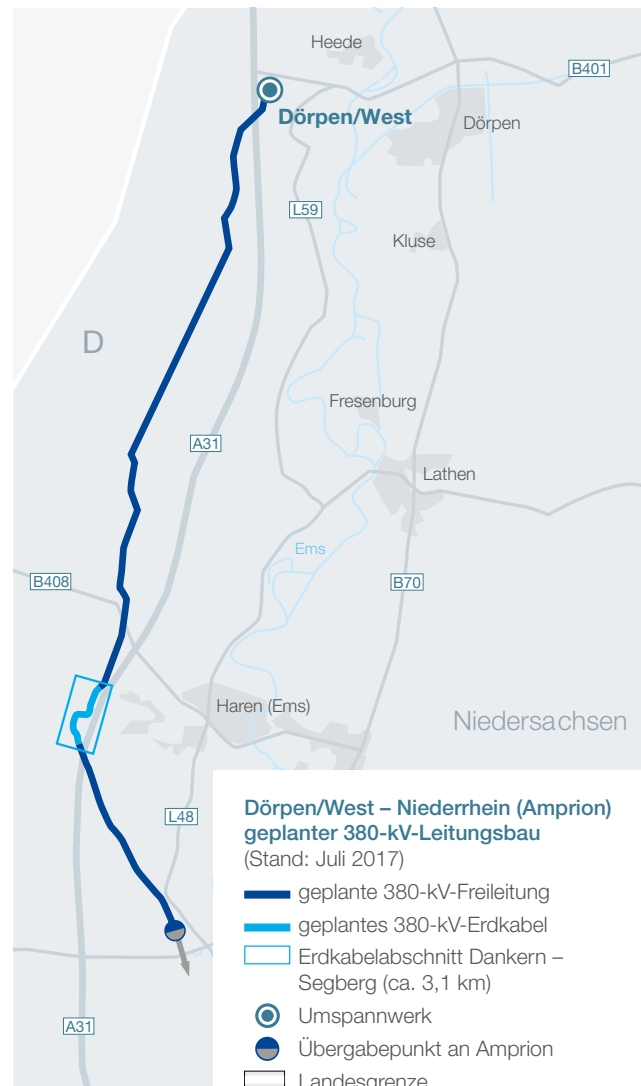 Heede
B401
Dörpen/West
Dörpen
L59
Kluse
D
Fresenburg
A31
Lathen
Ems
B408
B70
Haren (Ems)
Niedersachsen
L48
A31
Dörpen/West – Niederrhein (Amprion)
geplanter 380-kV-Leitungsbau
(Stand: Juli 2017)
geplante 380-kV-Freileitung
geplantes 380-kV-Erdkabel
Erdkabelabschnitt Dankern –
Segberg (ca. 3,1 km)
Umspannwerk
Übergabepunkt an Amprion
Landesgrenze